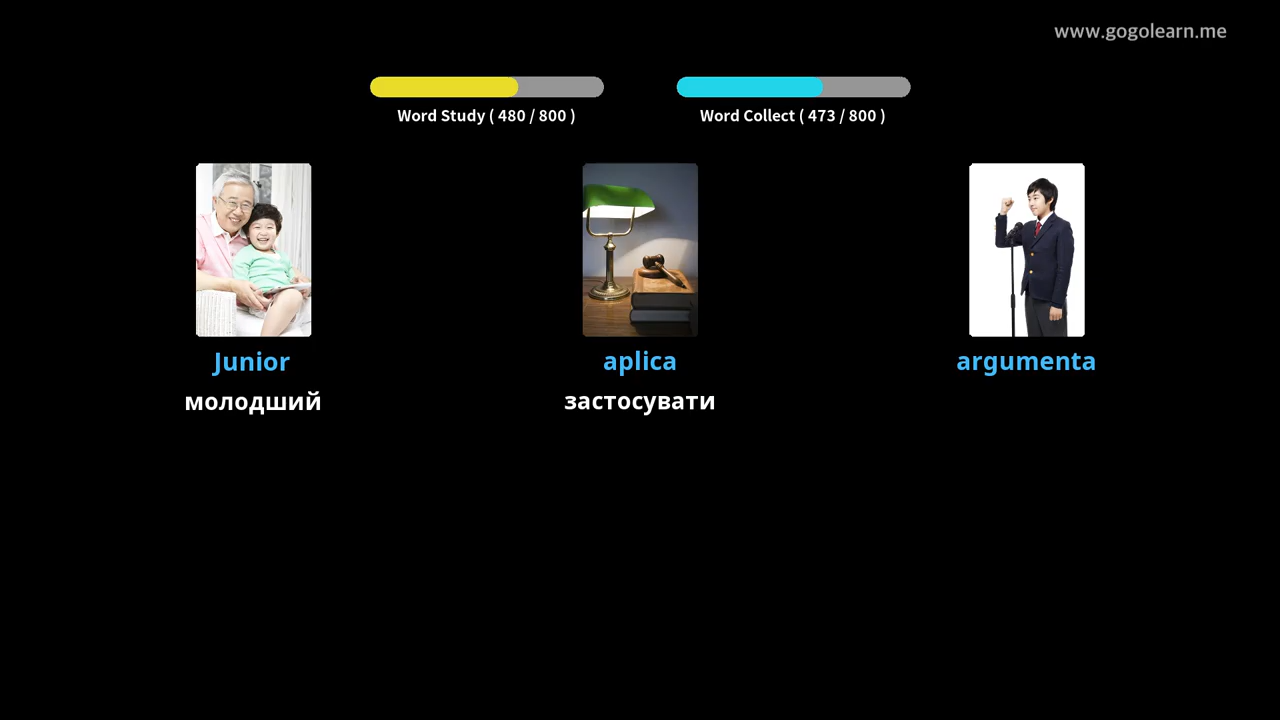 www.gogolearn.me
Word Study ( 480 / 800 )
Word Collect ( 473 / 800 )
Junior
aplica
argumenta
молодший
застосувати